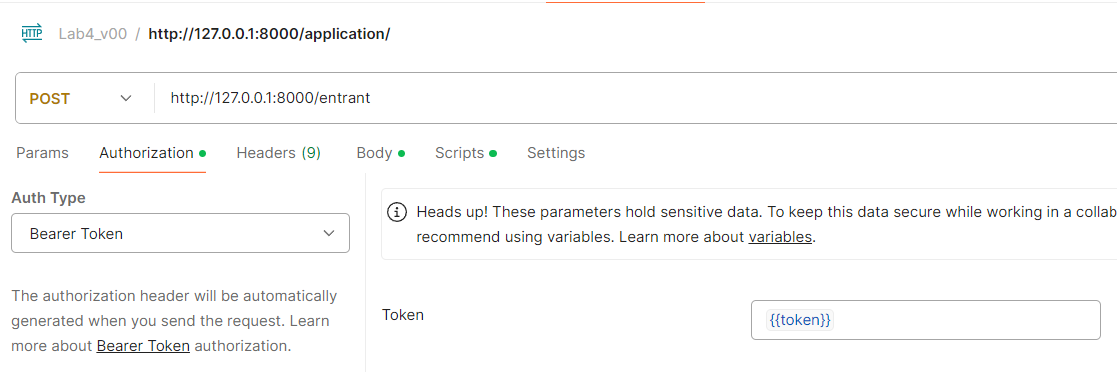 HTTP Lab4_v00 / http://127.0.0.1:8000/application/
POST http://127.0.0.1:8000/entrant
Params Authorization Headers (9) Body Scripts Settings
Auth Type
Bearer Token
The authorization header will be automatically
generated when you send the request. Learn
more about Bearer Token authorization.
Heads up! These parameters hold sensitive data. To keep this data secure while working in a collab
recommend using variables. Learn more about variables.
Token {{token}}